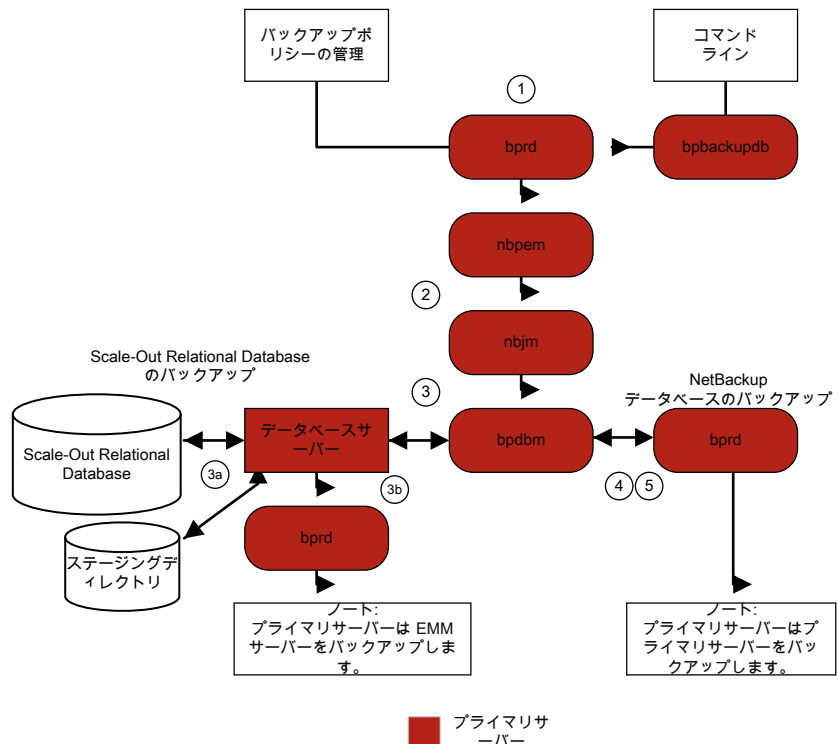 バックアップポ
リシーの管理
コマンド
ライン
1
bprd
bpbackupdb
nbpem
2
nbjm
Scale-Out Relational Database
のバックアップ
3
NetBackup
データベースのバックアップ
Scale-Out Relational
Database
データベースサ
ーバー
bpdbm
bprd
3a
3b
4
5
ステージングデ
ィレクトリ
bprd
ノート:
プライマリサーバーは EMM
サーバーをバックアップしま
す。
ノート:
プライマリサーバーはプ
ライマリサーバーをバッ
クアップします。
プライマリサ
ーバー